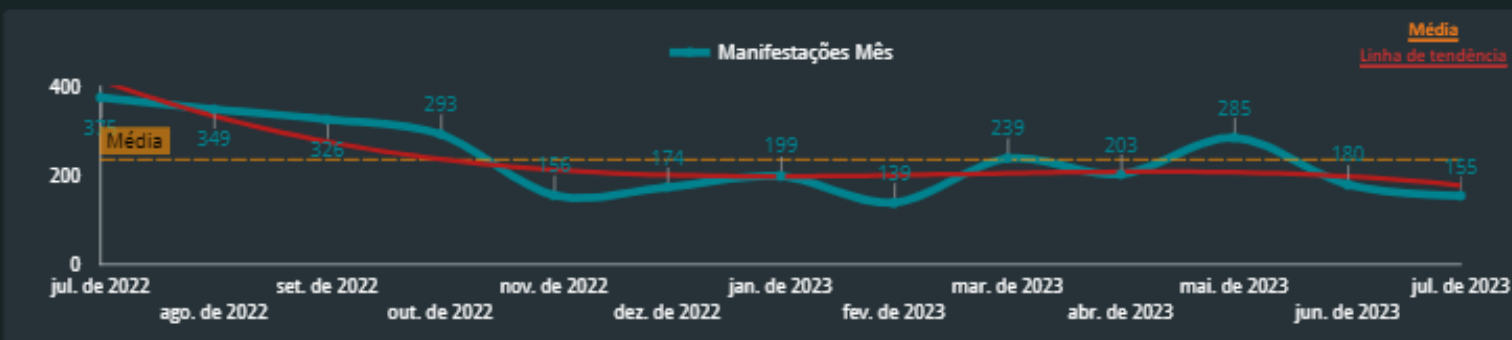 Média
Manifestações Mês
Linha de tendência
400
293
285
375
Média
349
326
156
174
199
139
239
203
180
155
200
0
jul. de 2022
set. de 2022
nov. de 2022
jan. de 2023
mar. de 2023
mai. de 2023
jul. de 2023
ago. de 2022
out. de 2022
dez. de 2022
fev. de 2023
abr. de 2023
jun. de 2023